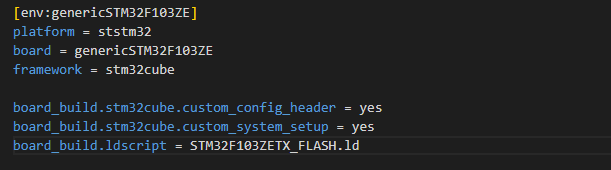 [env:genericSTM32F103ZE]
platform = ststm32
board = genericSTM32F103ZE
framework = stm32cube
board_build.stm32cube.custom_config_header = yes
board_build.stm32cube.custom_system_setup = yes
board_build.ldscript = STM32F103ZETX_FLASH.ld